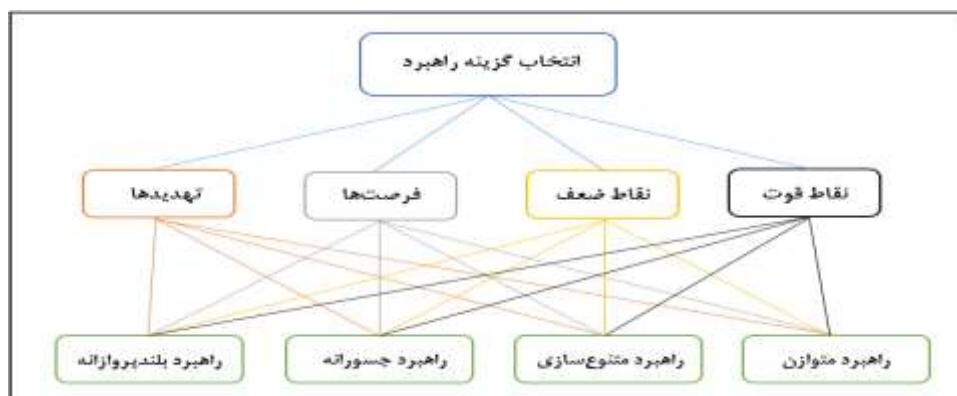 انتخاب گزینه راهبرد
نقاط قوت
نقاط ضعف
فرصت‌ها
تهدیدها
راهبرد متوازن
راهبرد متنوع‌سازی
راهبرد جسورانه
راهبرد بلندپروازانه